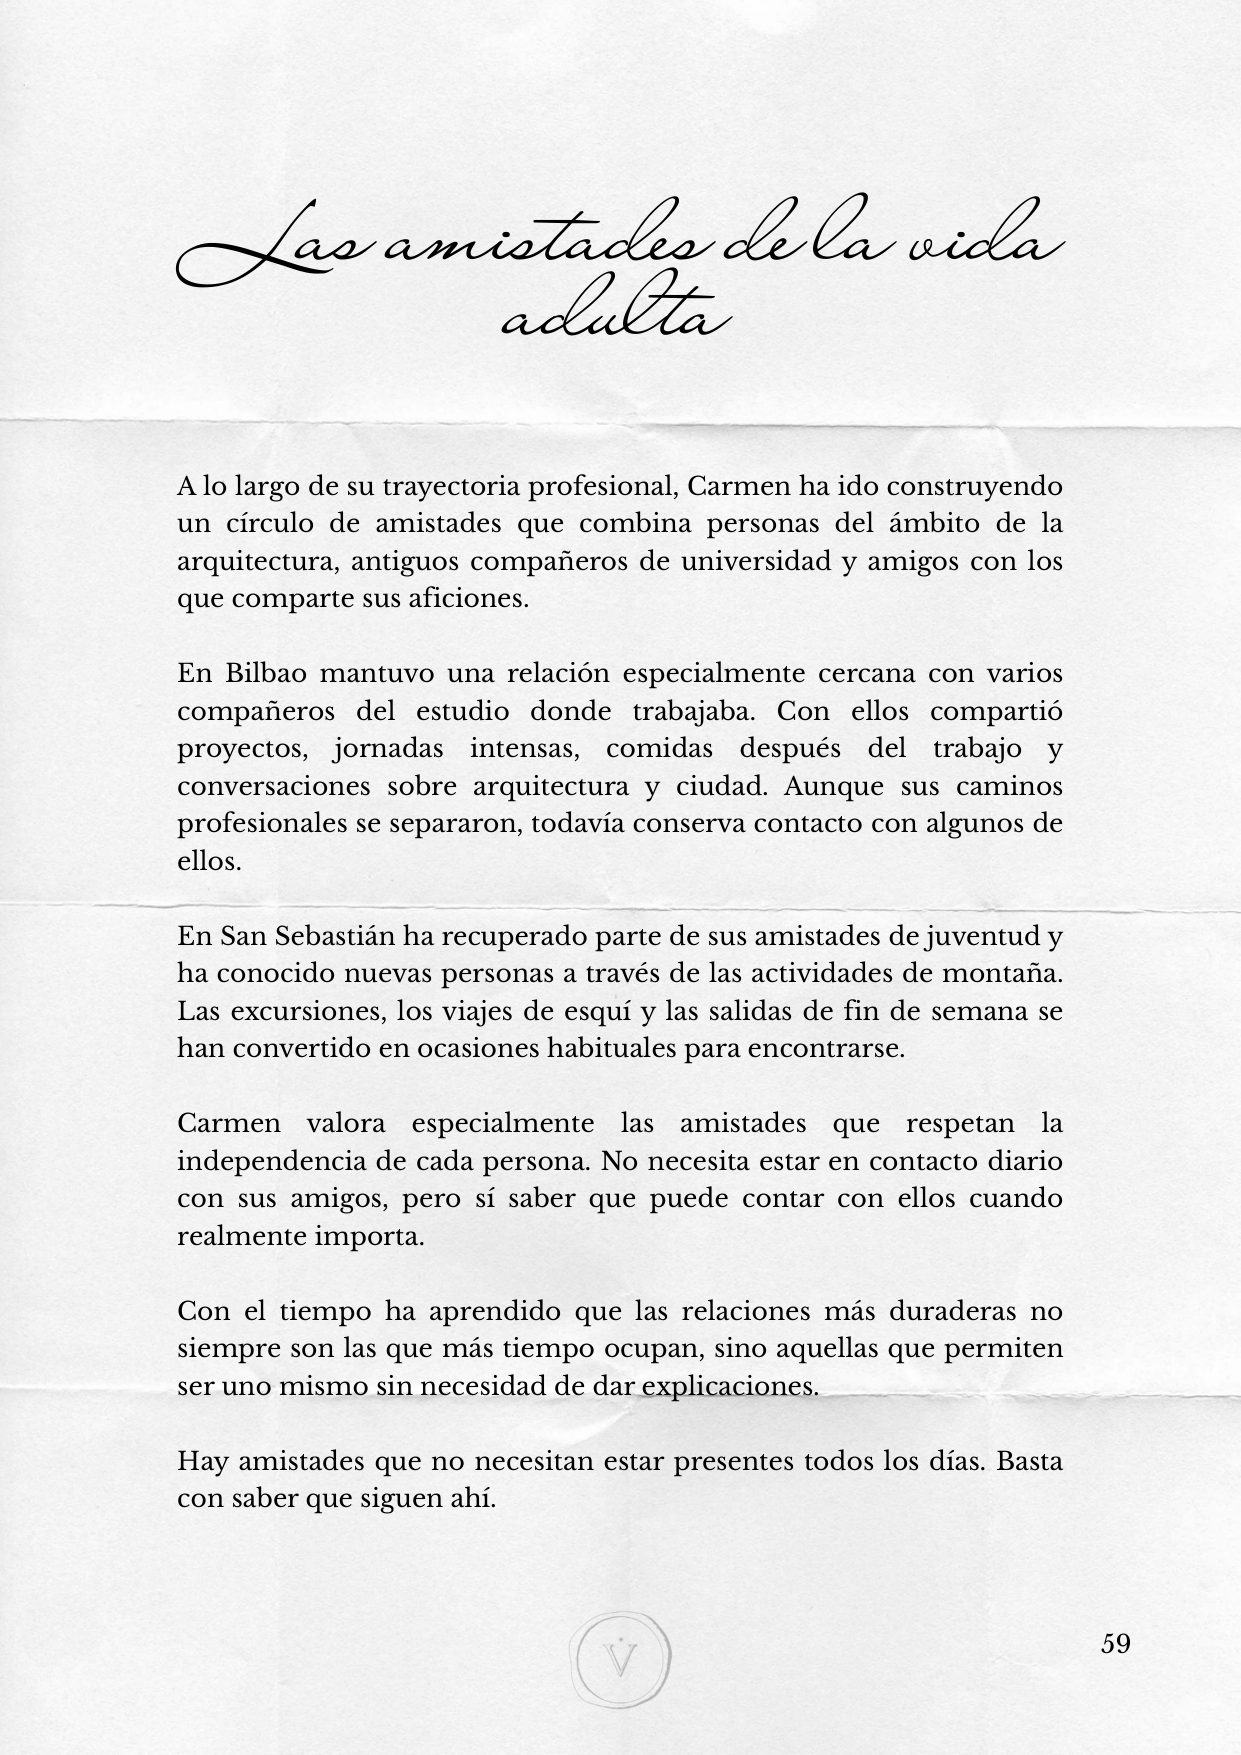 Las amistades de la vida
adulta
A lo largo de su trayectoria profesional, Carmen ha ido construyendo
un círculo de amistades que combina personas del ámbito de la
arquitectura, antiguos compañeros de universidad y amigos con los
que comparte sus aficiones.
En Bilbao mantuvo una relación especialmente cercana con varios
compañeros del estudio donde trabajaba. Con ellos compartió
proyectos, jornadas intensas, comidas después del trabajo y
conversaciones sobre arquitectura y ciudad. Aunque sus caminos
profesionales se separaron, todavía conserva contacto con algunos de
ellos.
En San Sebastián ha recuperado parte de sus amistades de juventud y
ha conocido nuevas personas a través de las actividades de montaña.
Las excursiones, los viajes de esquí y las salidas de fin de semana se
han convertido en ocasiones habituales para encontrarse.
Carmen valora especialmente las amistades que respetan la
independencia de cada persona. No necesita estar en contacto diario
con sus amigos, pero sí saber que puede contar con ellos cuando
realmente importa.
Con el tiempo ha aprendido que las relaciones más duraderas no
siempre son las que más tiempo ocupan, sino aquellas que permiten
ser uno mismo sin necesidad de dar explicaciones.
Hay amistades que no necesitan estar presentes todos los días. Basta
con saber que siguen ahí.
V
59